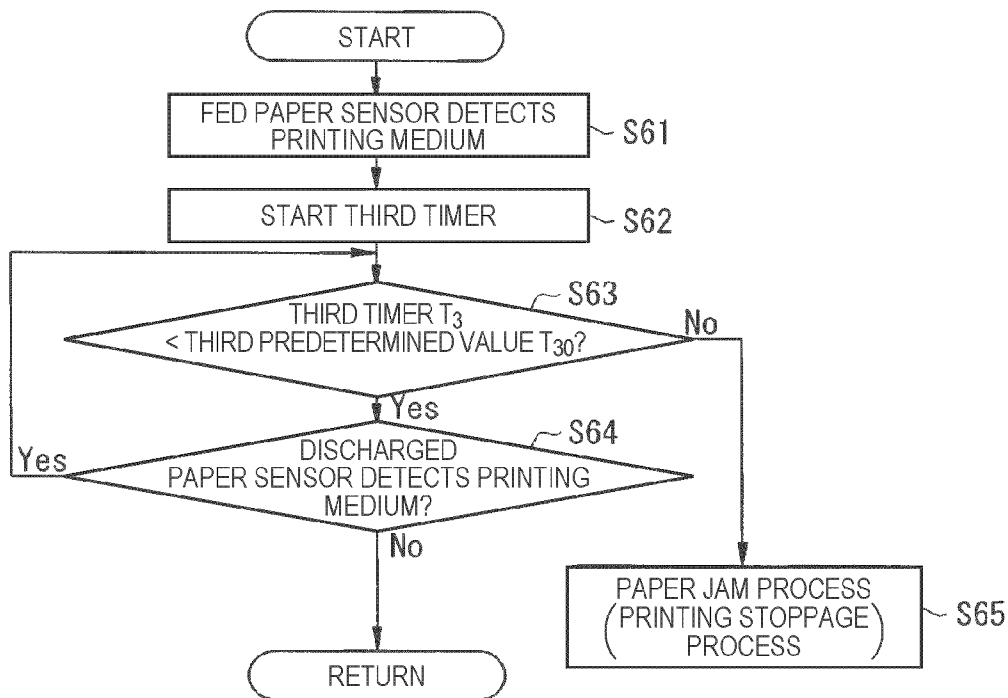 START
FED PAPER SENSOR DETECTS
PRINTING MEDIUM
S61
START THIRD TIMER
S62
S63
THIRD TIMER T3
< THIRD PREDETERMINED VALUE T30?
No
Yes
S64
DISCHARGED
PAPER SENSOR DETECTS PRINTING
MEDIUM?
Yes
No
PAPER JAM PROCESS
(PRINTING STOPPAGE
PROCESS)
S65
RETURN